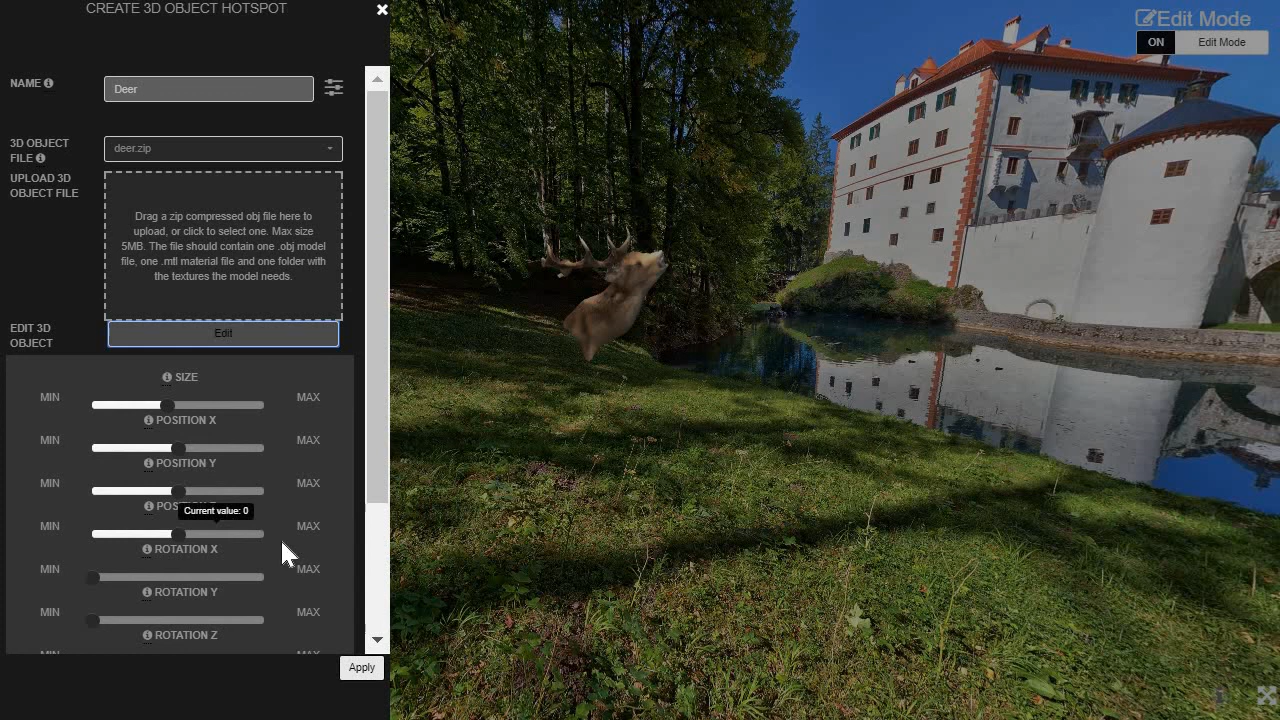 CREATE 3D OBJECT HOTSPOT
Edit Mode
ON
Edit Mode
NAME
Deer
3D OBJECT
FILE
deer.zip
UPLOAD 3D
OBJECT FILE
Drag a zip compressed obj file here to
upload, or click to select one. Max size
5MB. The file should contain one .obj model
file, one .mtl material file and one folder with
the textures the model needs.
EDIT 3D
OBJECT
Edit
SIZE
MIN
MAX
POSITION X
MIN
MAX
POSITION Y
MIN
MAX
Current value: 0
MIN
MAX
ROTATION X
MIN
MAX
ROTATION Y
MIN
MAX
ROTATION Z
Apply